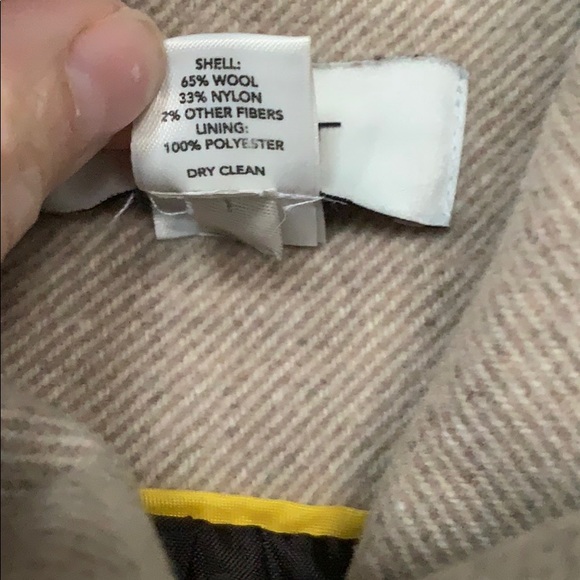 SHELL:
65% WOOL
33% NYLON
2% OTHER FIBERS
LINING:
100% POLYESTER
DRY CLEAN